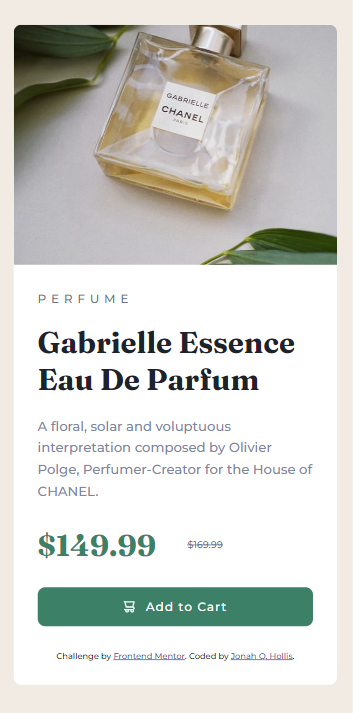 GABRIELLE
CHANEL
PARIS
PERFUME
Gabrielle Essence
Eau De Parfum
A floral, solar and voluptuous
interpretation composed by Olivier
Polge, Perfumer-Creator for the House of
CHANEL.
$149.99 $169.99
Add to Cart
Challenge by Frontend Mentor. Coded by Jonah O. Hollis.